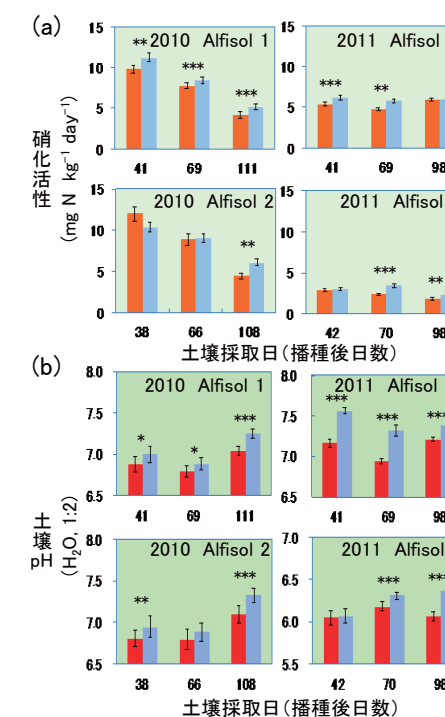 (a)
硝化活性
(mg N kg⁻¹ day⁻¹)
15 10 5 0
2010 Alfisol 1
** *** ***
41 69 111
15 10 5 0
2011 Alfisol
*** **
41 69 98
15 10 5 0
2010 Alfisol 2
**
38 66 108
15 10 5 0
2011 Alfisol
*** **
42 70 98
土壌採取日(播種後日数)
(b)
土壌pH
(H₂O, 1:2)
8.0 7.5 7.0 6.5
2010 Alfisol 1
* * ***
41 69 111
8.0 7.5 7.0 6.5
2011 Alfisol
*** *** ***
41 69 98
8.0 7.5 7.0 6.5
2010 Alfisol 2
** ***
38 66 108
7.0 6.5 6.0 5.5
2011 Alfisol
*** ***
42 70 98
土壌採取日(播種後日数)